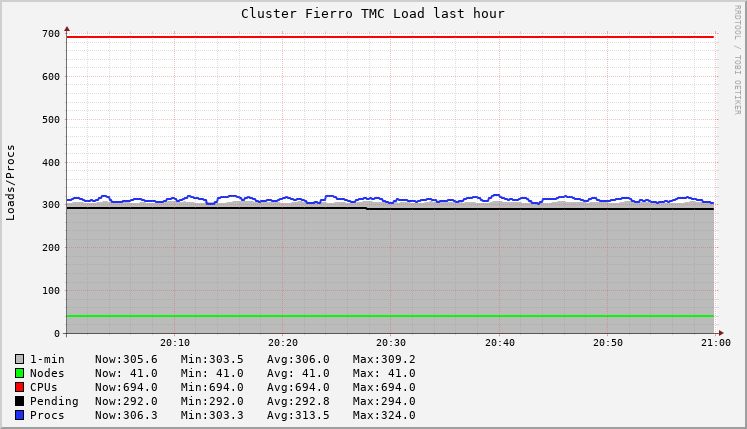 Cluster Fierro TMC Load last hour
RRDTOOL / TOBI OETIKER
Loads/Procs
700
600
500
400
300
200
100
0
20:10 20:20 20:30 20:40 20:50 21:00
1-min Now:305.6 Min:303.5 Avg:306.0 Max:309.2
Nodes Now: 41.0 Min: 41.0 Avg: 41.0 Max: 41.0
CPUs Now:694.0 Min:694.0 Avg:694.0 Max:694.0
Pending Now:292.0 Min:292.0 Avg:292.8 Max:294.0
Procs Now:306.3 Min:303.3 Avg:313.5 Max:324.0